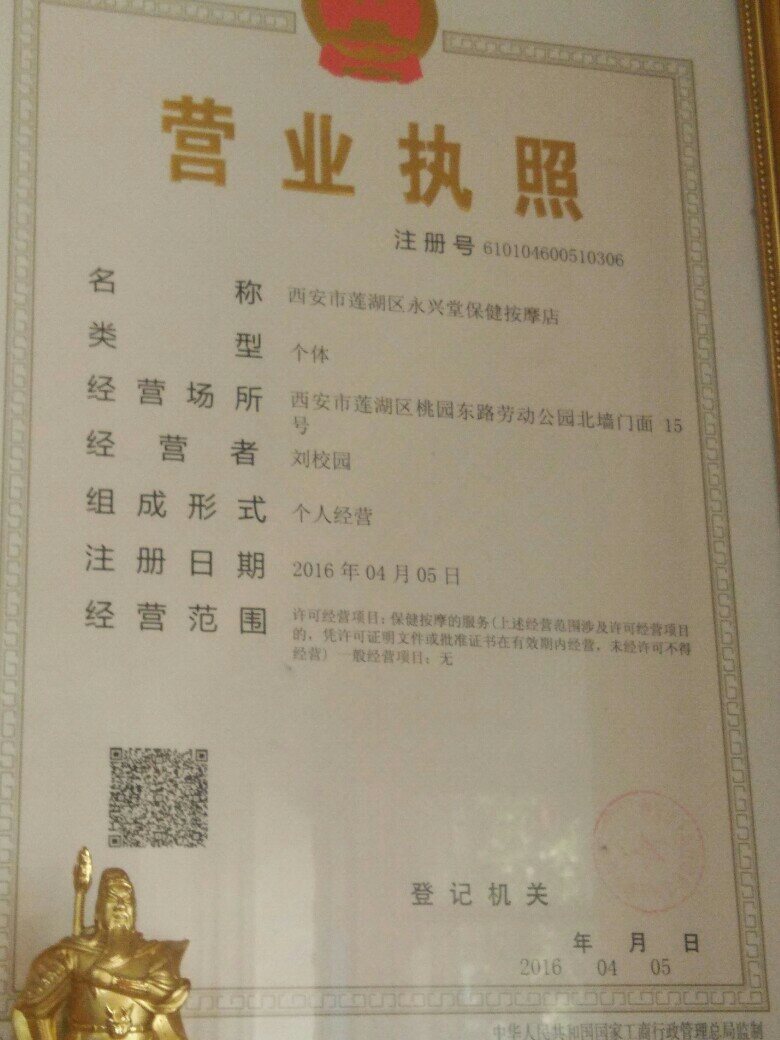 营业执照
注册号 610104600510306
名称 西安市莲湖区永兴堂保健按摩店
类型 个体
经营场所 西安市莲湖区桃园东路劳动公园北墙门面 15
号
经营者 刘校园
组成形式 个人经营
注册日期 2016 年 04 月 05 日
经营范围 许可经营项目：保健按摩的服务(上述经营范围涉及许可经营项目
的，凭许可证明文件或批准证书在有效期内经营，未经许可不得
经营) 一般经营项目：无
登记机关
年 月 日
2016 04 05
中华人民共和国国家工商行政管理总局监制